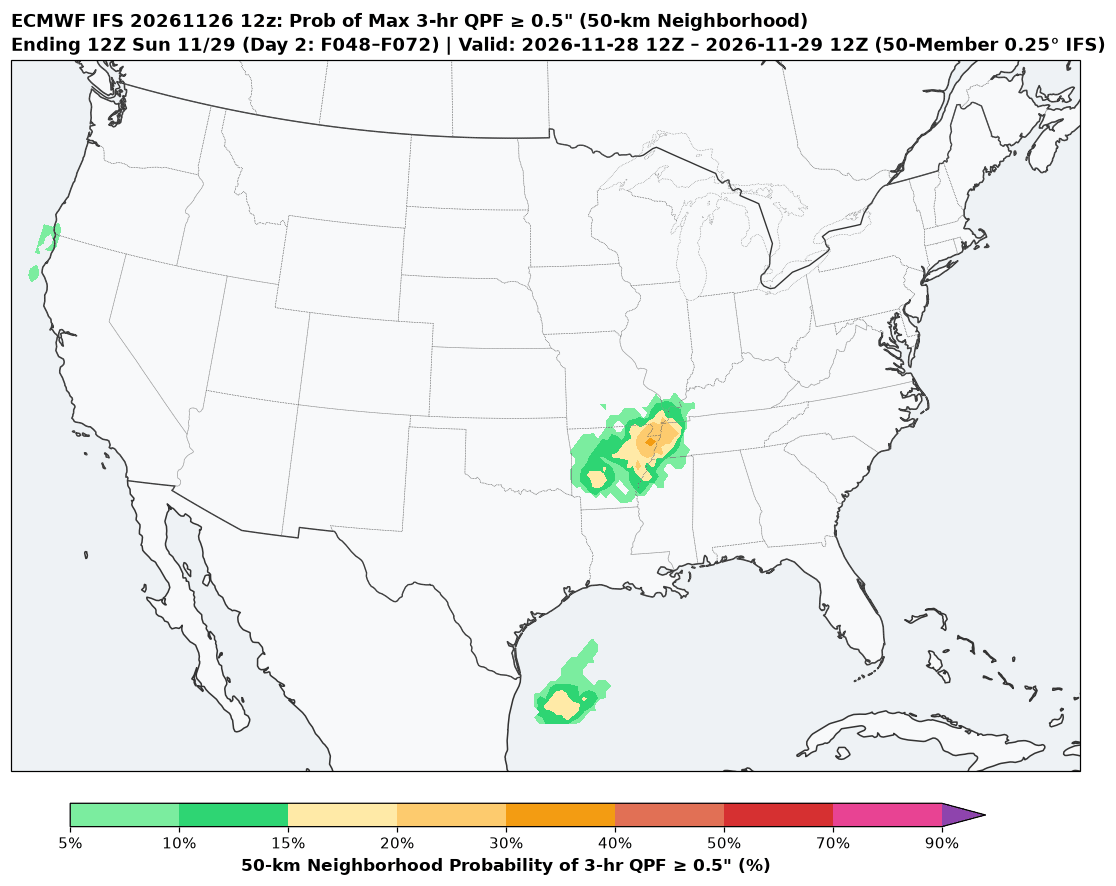 ECMWF IFS 20261126 12z: Prob of Max 3-hr QPF ≥ 0.5" (50-km Neighborhood)
Ending 12Z Sun 11/29 (Day 2: F048–F072) | Valid: 2026-11-28 12Z – 2026-11-29 12Z (50-Member 0.25° IFS)
5% 10% 15% 20% 30% 40% 50% 70% 90%
50-km Neighborhood Probability of 3-hr QPF ≥ 0.5" (%)